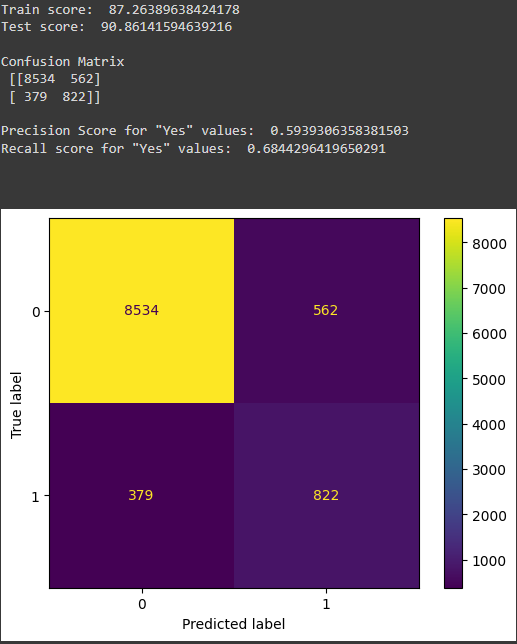 Train score:  87.26389638424178
Test score:  90.86141594639216
Confusion Matrix
 [[8534  562]
 [ 379  822]]
Precision Score for "Yes" values:  0.5939306358381503
Recall score for "Yes" values:  0.6844296419650291
8000
7000
6000
5000
4000
3000
2000
1000
True label
0
8534
562
1
379
822
0
1
Predicted label